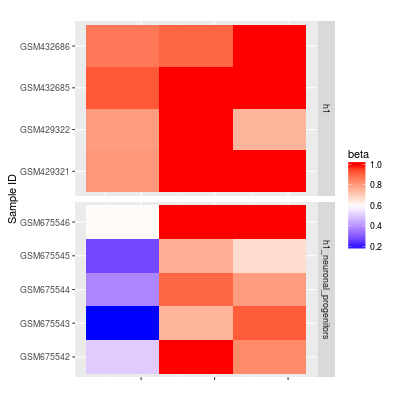 Sample ID
GSM432686
GSM432685
GSM429322
GSM429321
h1
GSM675546
GSM675545
GSM675544
GSM675543
GSM675542
h1_neuronal_progenitors
beta
1.0
0.8
0.6
0.4
0.2